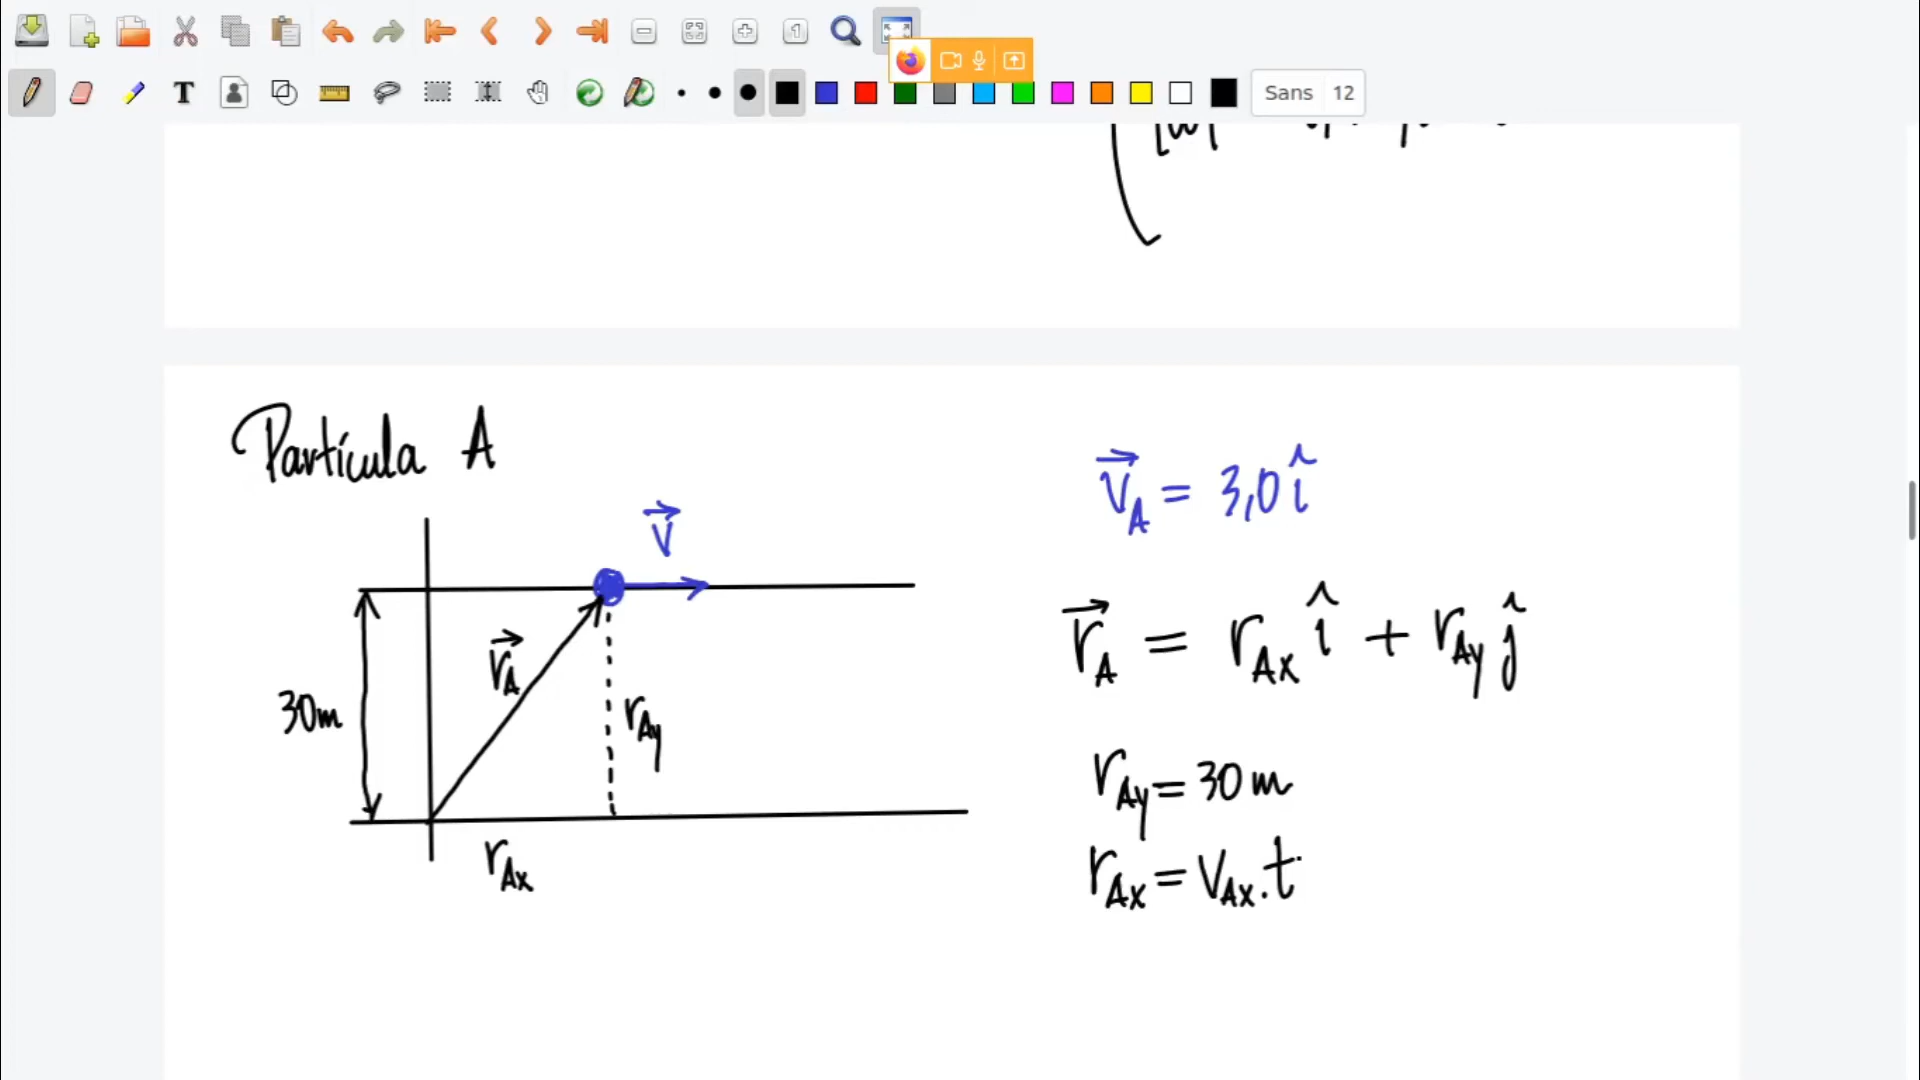 Sans 12
Partícula A
v⃗
v⃗A = 3,0 î
r⃗A = rAx î + rAy ĵ
r⃗A
30m
rAy
rAy = 30 m
rAx = vAx . t
rAx